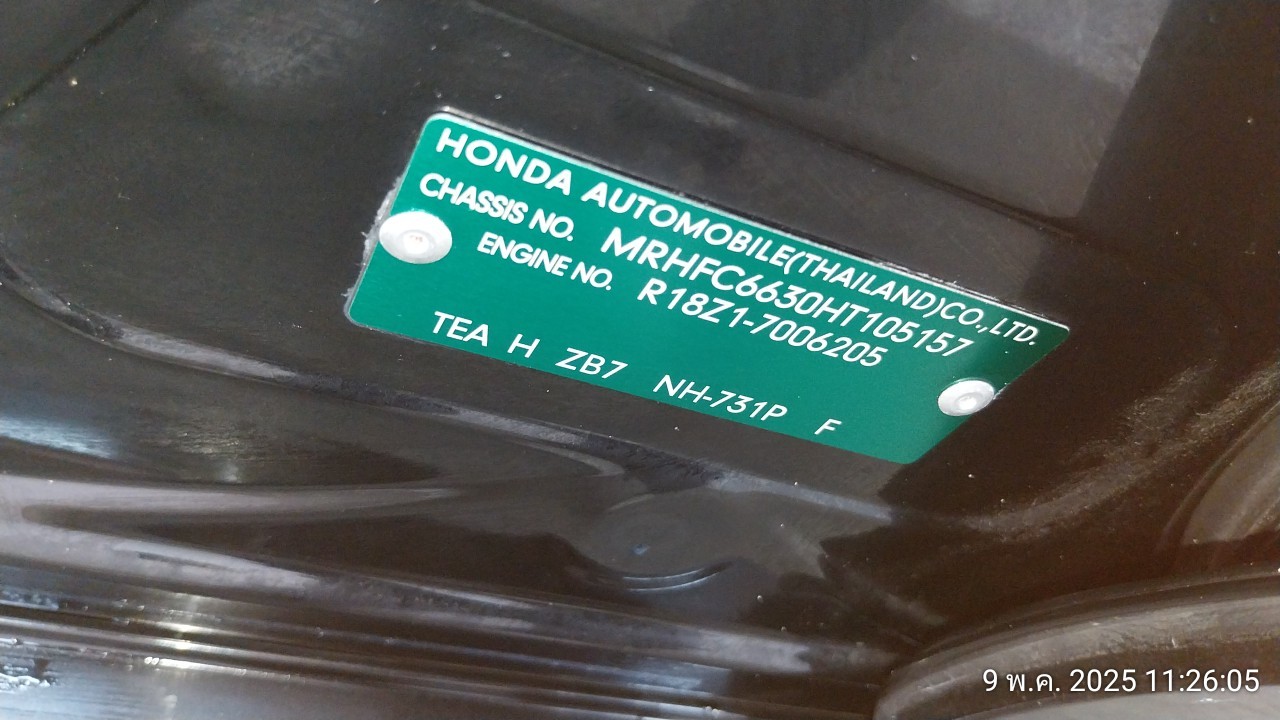 HONDA AUTOMOBILE(THAILAND)CO.,LTD.
CHASSIS NO. MRHFC6630HT105157
ENGINE NO. R18Z1-7006205
TEA H ZB7 NH-731P F
9 พ.ค. 2025 11:26:05